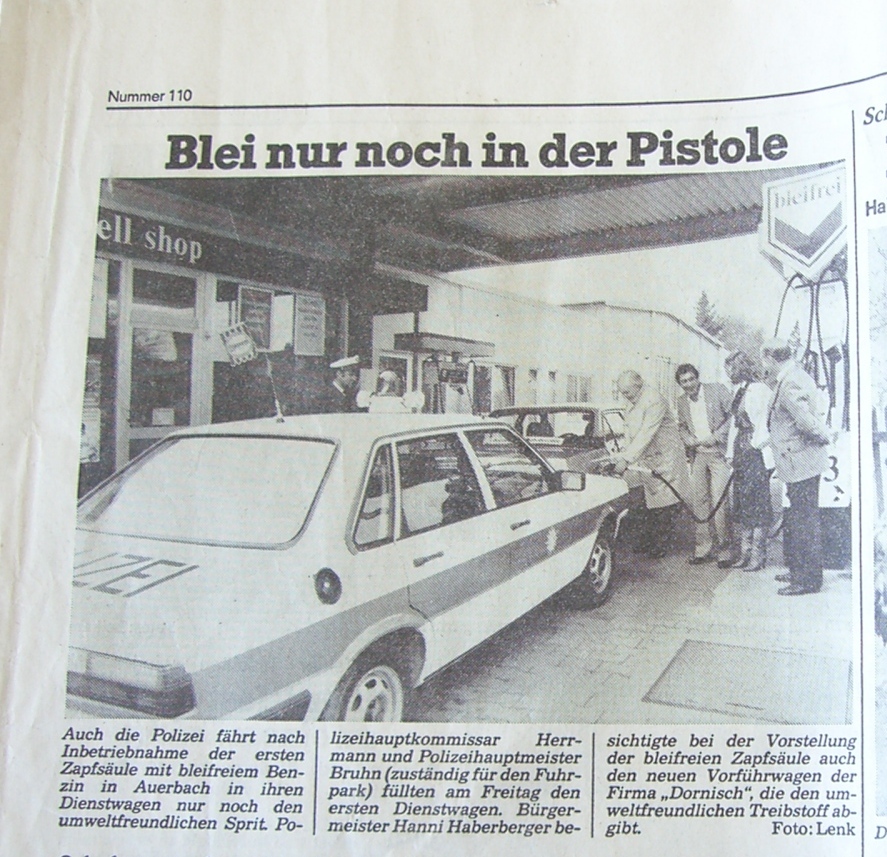 Nummer 110
Blei nur noch in der Pistole
ell shop
bleifrei
ZEI
Auch die Polizei fährt nach
Inbetriebnahme der ersten
Zapfsäule mit bleifreiem Ben-
zin in Auerbach in ihren
Dienstwagen nur noch den
umweltfreundlichen Sprit. Po-
lizeihauptkommissar Herr-
mann und Polizeihauptmeister
Bruhn (zuständig für den Fuhr-
park) füllten am Freitag den
ersten Dienstwagen. Bürger-
meister Hanni Haberberger be-
sichtigte bei der Vorstellung
der bleifreien Zapfsäule auch
den neuen Vorführwagen der
Firma „Dornisch", die den um-
weltfreundlichen Treibstoff ab-
gibt. Foto: Lenk
Ha